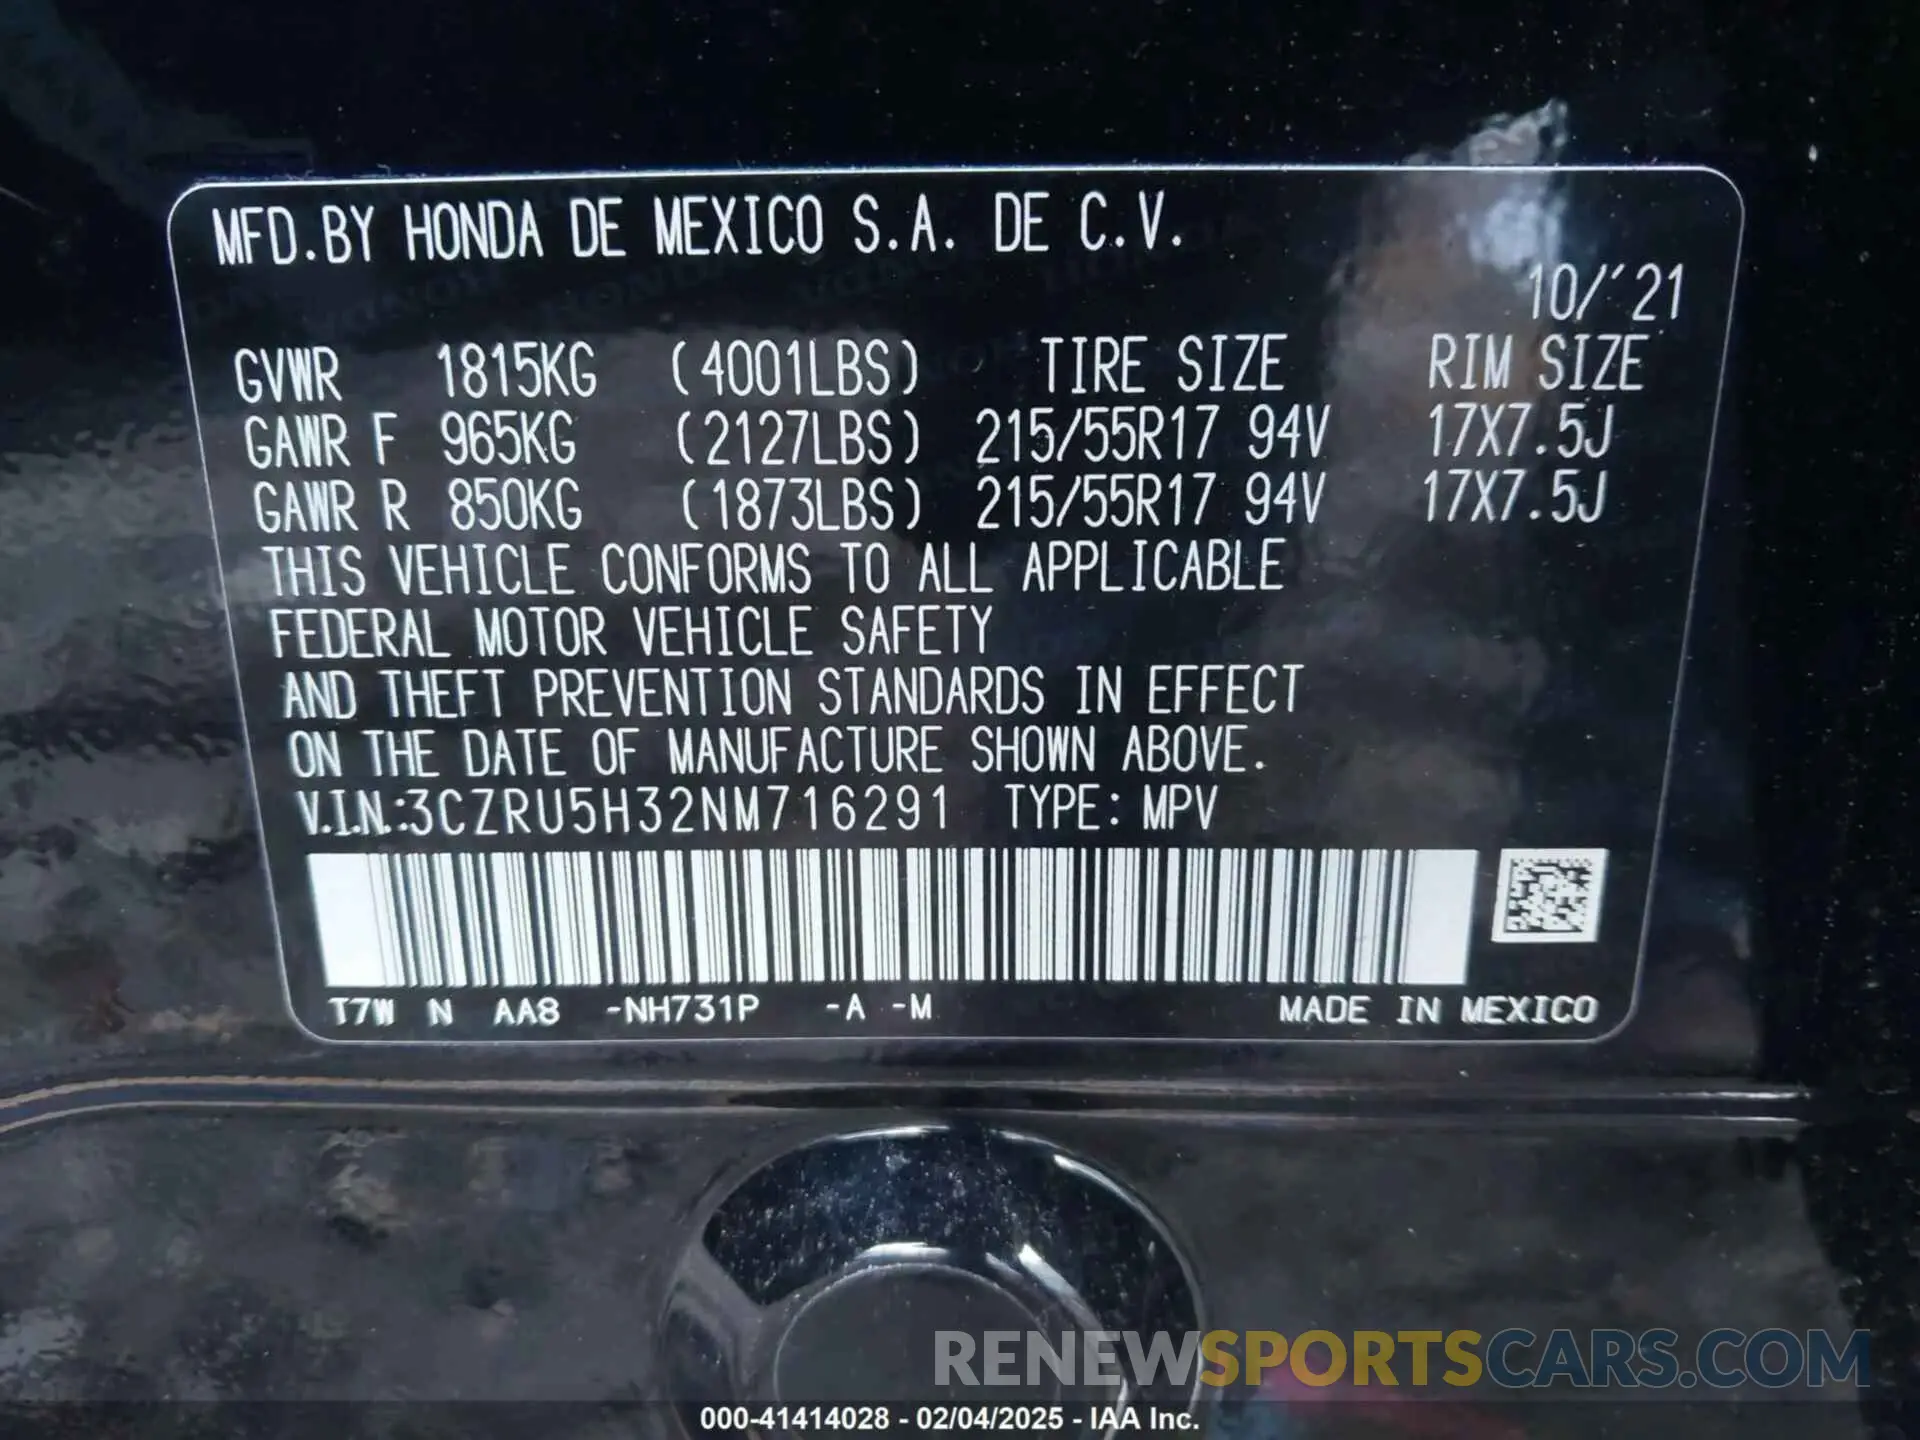 MFD.BY HONDA DE MEXICO S.A. DE C.V.
10/'21
GVWR 1815KG (4001LBS) TIRE SIZE RIM SIZE
GAWR F 965KG (2127LBS) 215/55R17 94V 17X7.5J
GAWR R 850KG (1873LBS) 215/55R17 94V 17X7.5J
THIS VEHICLE CONFORMS TO ALL APPLICABLE
FEDERAL MOTOR VEHICLE SAFETY
AND THEFT PREVENTION STANDARDS IN EFFECT
ON THE DATE OF MANUFACTURE SHOWN ABOVE.
V.I.N.:3CZRU5H32NM716291 TYPE: MPV
T7W N AA8 -NH731P -A -M MADE IN MEXICO
RENEWSPORTSCARS.COM
000-41414028 - 02/04/2025 - IAA Inc.